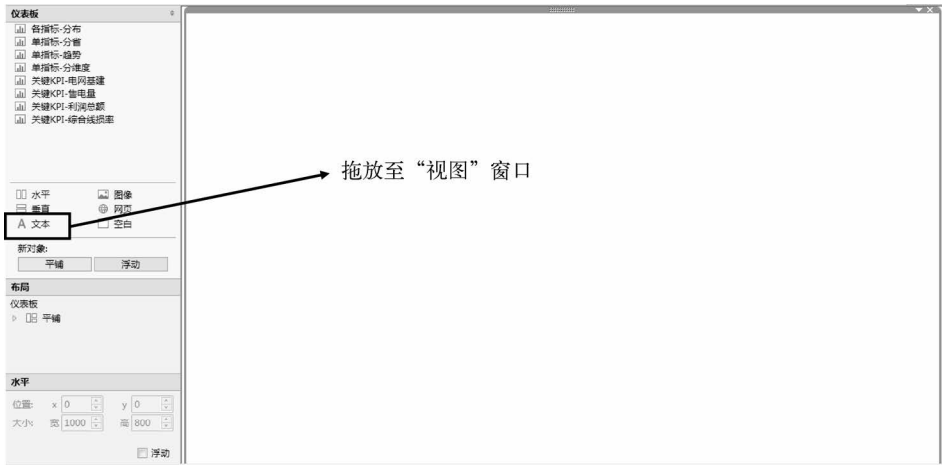 仪表板
各指标-分布
单指标-分省
单指标-趋势
单指标-分维度
关键KPI-电网基建
关键KPI-售电量
关键KPI-利润总额
关键KPI-综合线损率
拖放至“视图”窗口
水平 图像
垂直 网页
A 文本 空白
新对象:
平铺 浮动
布局
仪表板
平铺
水平
位置: x 0 y 0
大小: 宽 1000 高 800
浮动